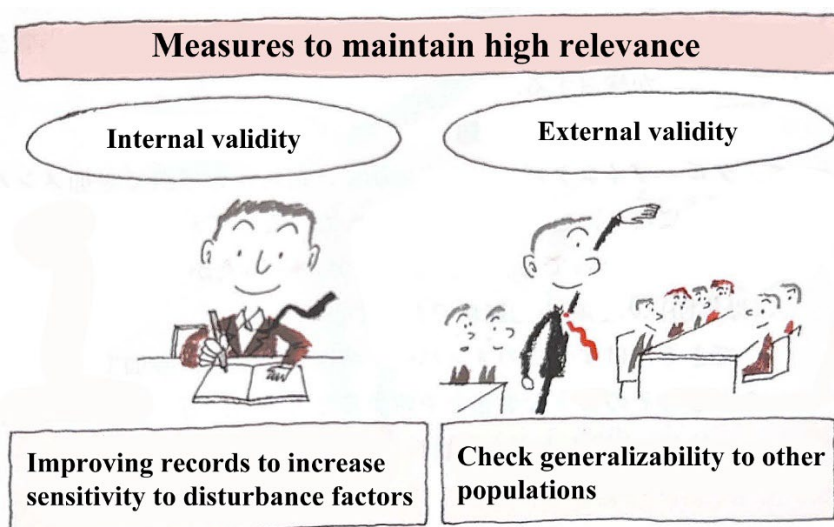 Measures to maintain high relevance
Internal validity
External validity
Improving records to increase
sensitivity to disturbance factors
Check generalizability to other
populations